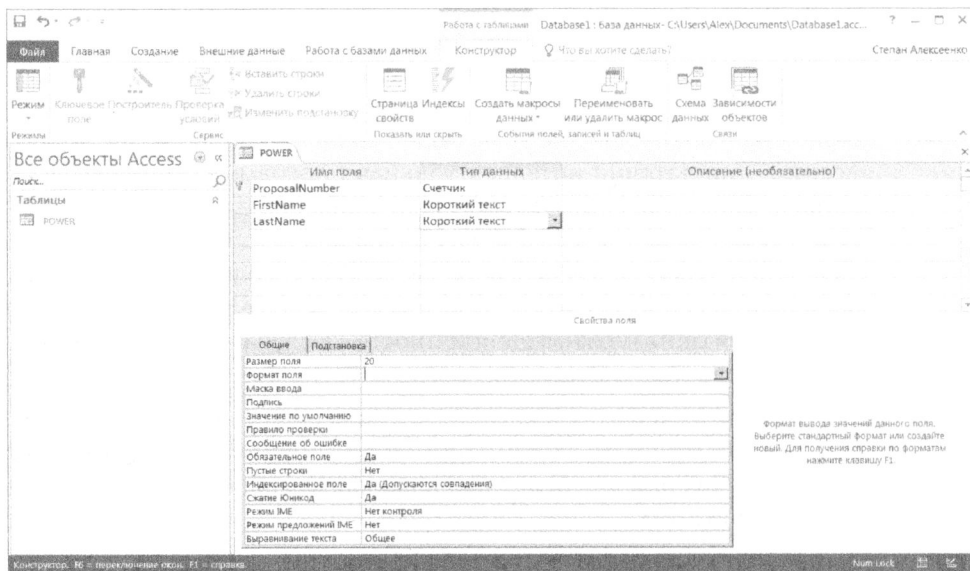 Работа с таблицами Database1 : база данных- C:\Users\Alex\Documents\Database1.acc... ? — X
Файл Главная Создание Внешние данные Работа с базами данных Конструктор Что вы хотите сделать? Степан Алексеенко
Режим
Ключевое поле
Построитель
Проверка условий
Вставить строки
Удалить строки
Изменить подстановку
Страница свойств
Индексы
Создать макросы данных
Переименовать или удалить макрос
Схема данных
Зависимости объектов
Режимы Сервис Показать или скрыть События полей, записей и таблиц Связи
Все объекты Access «
Поиск...
Таблицы
POWER
POWER ×
Имя поля Тип данных Описание (необязательно)
ProposalNumber Счетчик
FirstName Короткий текст
LastName Короткий текст
Свойства поля
Общие Подстановка
Размер поля 20
Формат поля
Маска ввода
Подпись
Значение по умолчанию
Правило проверки
Сообщение об ошибке
Обязательное поле Да
Пустые строки Нет
Индексированное поле Да (Допускаются совпадения)
Сжатие Юникод Да
Режим IME Нет контроля
Режим предложений IME Нет
Выравнивание текста Общее
Формат вывода значений данного поля.
Выберите стандартный формат или создайте
новый. Для получения справки по форматам
нажмите клавишу F1.
Конструктор. F6 = переключение окон. F1 = справка. Num Lock